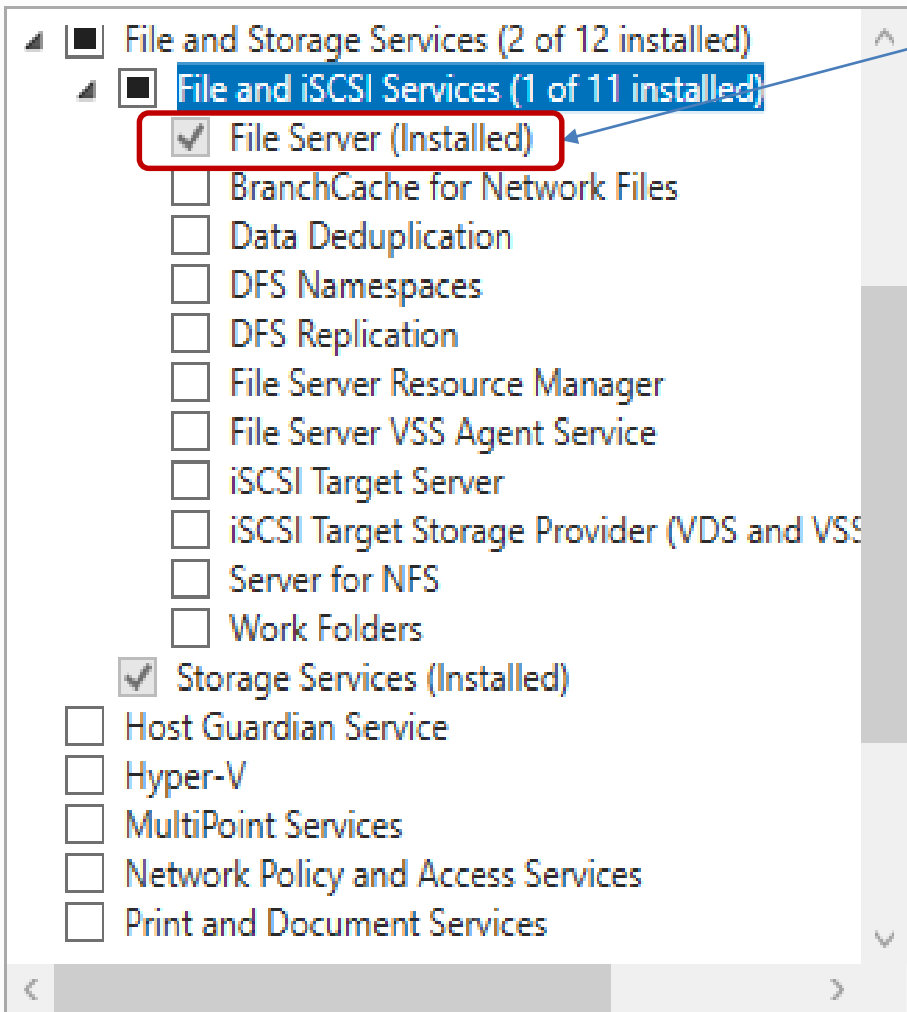 File and Storage Services (2 of 12 installed)
File and iSCSI Services (1 of 11 installed)
File Server (Installed)
BranchCache for Network Files
Data Deduplication
DFS Namespaces
DFS Replication
File Server Resource Manager
File Server VSS Agent Service
iSCSI Target Server
iSCSI Target Storage Provider (VDS and VSS
Server for NFS
Work Folders
Storage Services (Installed)
Host Guardian Service
Hyper-V
MultiPoint Services
Network Policy and Access Services
Print and Document Services